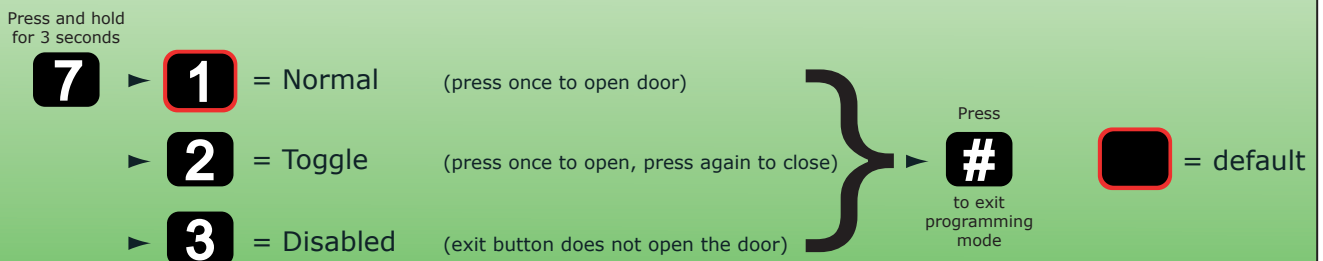 Press and hold
for 3 seconds
7 ► 1 = Normal (press once to open door)
► 2 = Toggle (press once to open, press again to close)
► 3 = Disabled (exit button does not open the door)
}
►
Press
#
to exit
programming
mode
= default